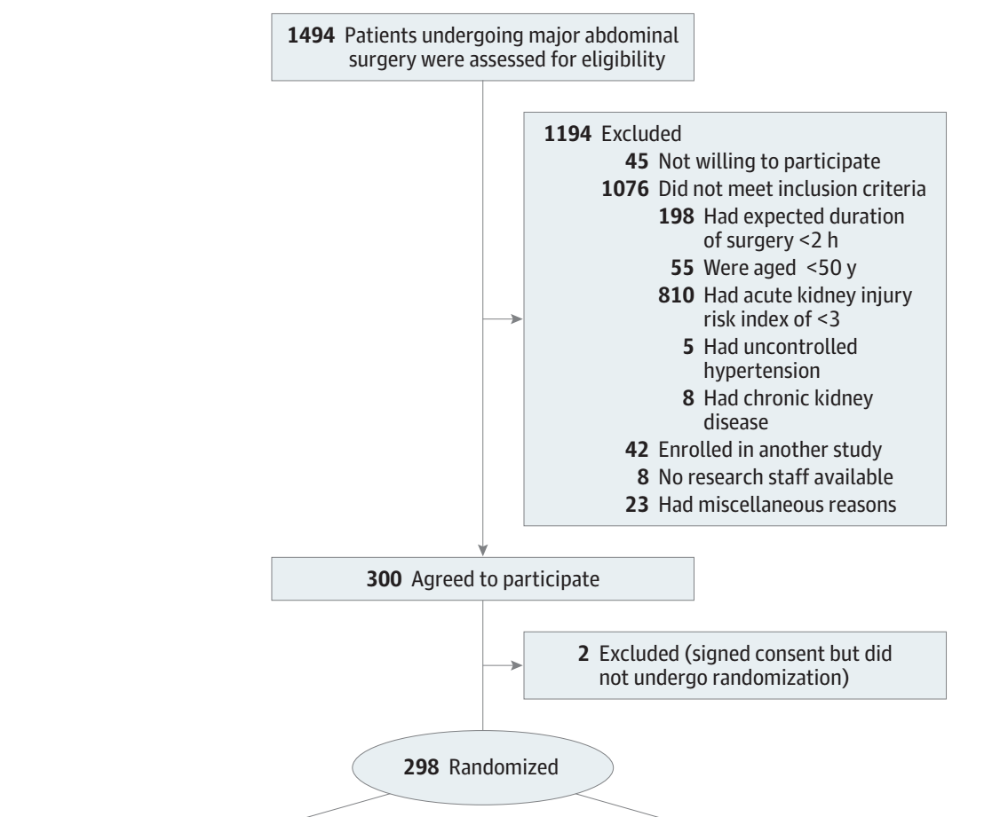 1494 Patients undergoing major abdominal
surgery were assessed for eligibility
1194 Excluded
45 Not willing to participate
1076 Did not meet inclusion criteria
198 Had expected duration
of surgery <2 h
55 Were aged <50 y
810 Had acute kidney injury
risk index of <3
5 Had uncontrolled
hypertension
8 Had chronic kidney
disease
42 Enrolled in another study
8 No research staff available
23 Had miscellaneous reasons
300 Agreed to participate
2 Excluded (signed consent but did
not undergo randomization)
298 Randomized